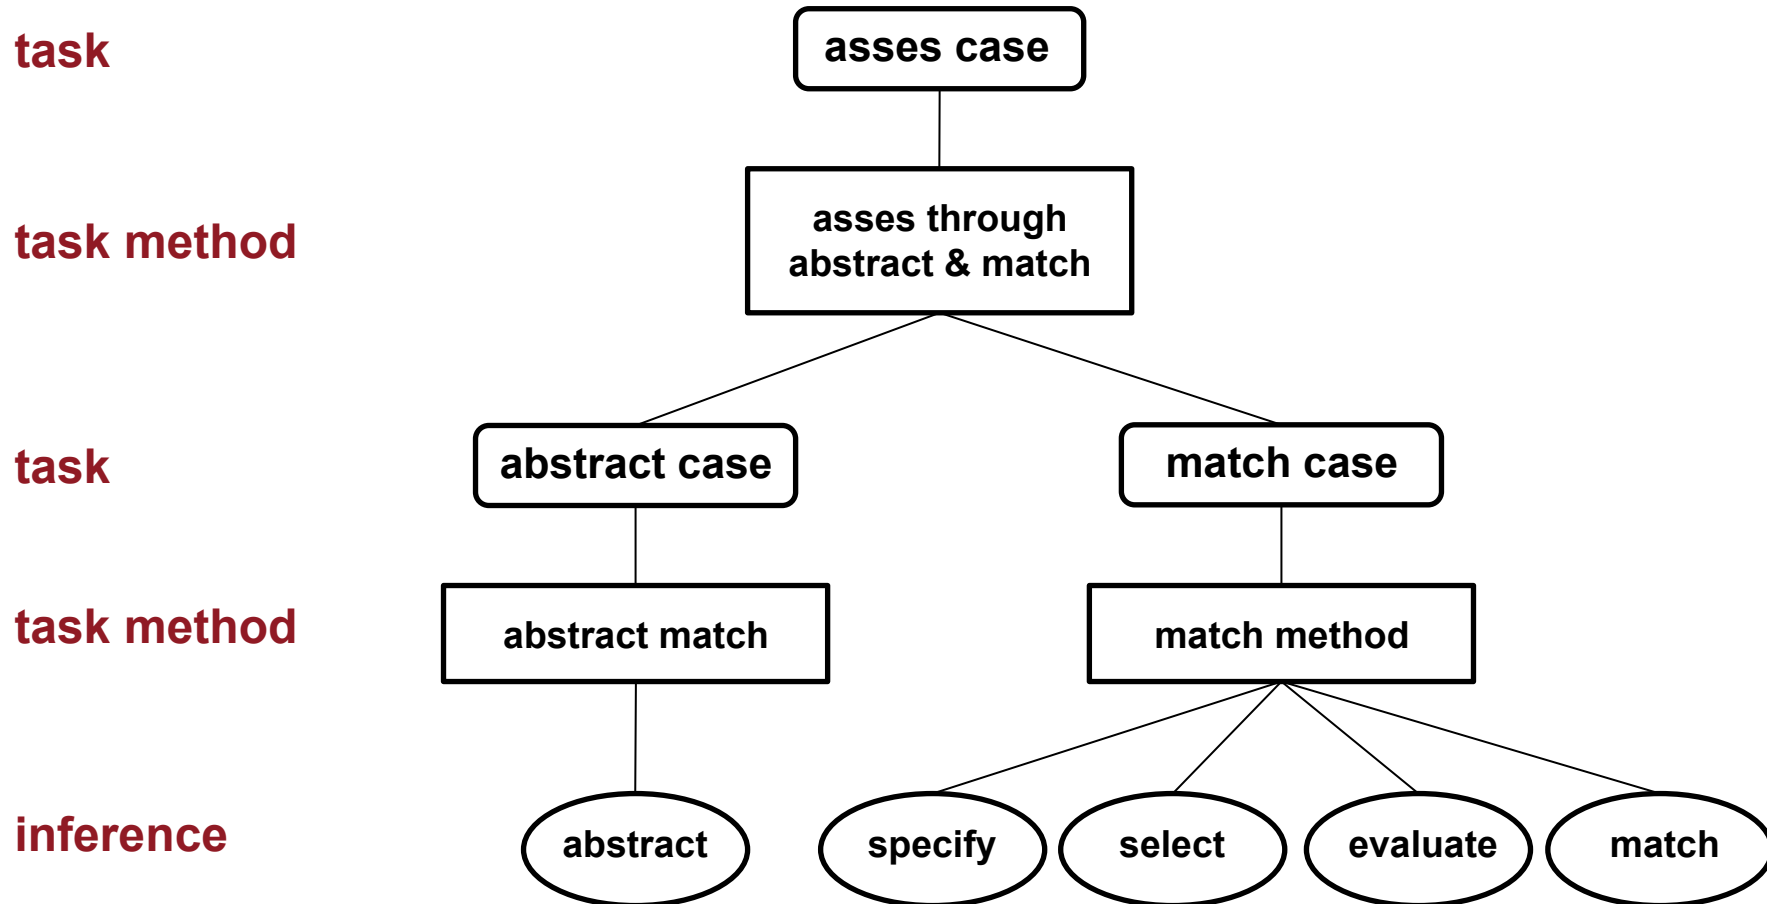 task
asses case
task method
asses through
abstract & match
task
abstract case
match case
task method
abstract match
match method
inference
abstract
specify
select
evaluate
match